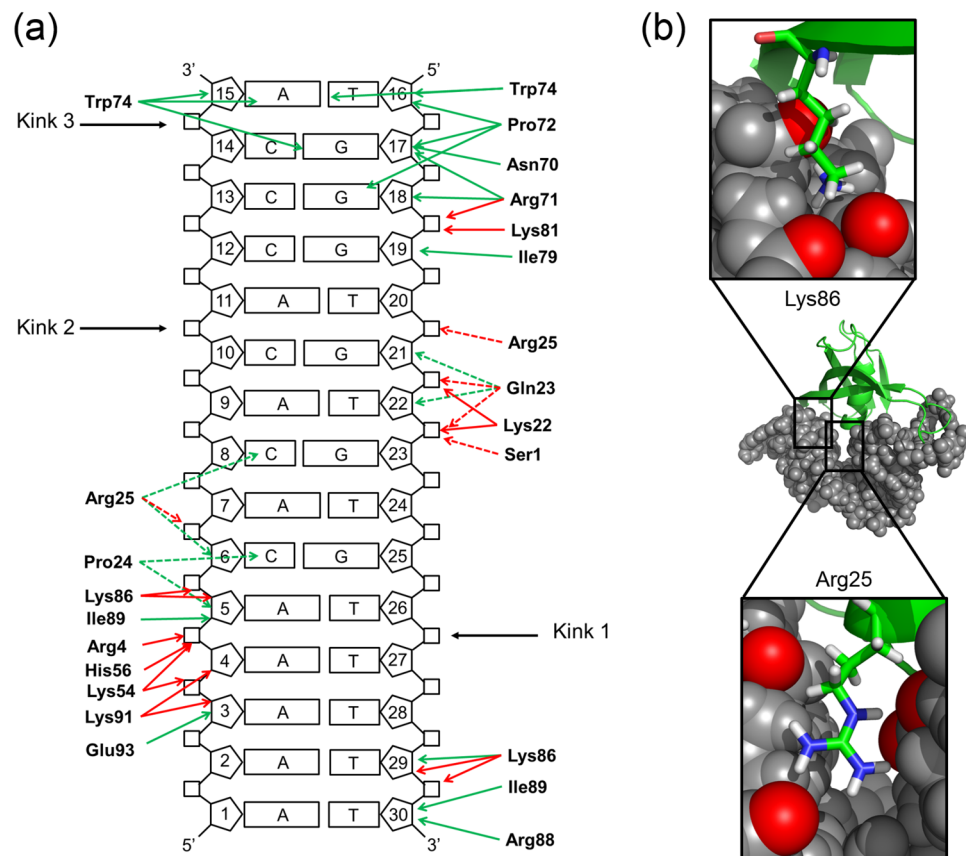 (a)
(b)
3’
5’
15 A T 16
Trp74
Trp74
Kink 3
Pro72
14 C G 17
Asn70
13 C G 18
Arg71
Lys81
12 C G 19
Ile79
11 A T 20
Kink 2
Arg25
10 C G 21
Gln23
9 A T 22
Lys22
8 C G 23
Ser1
Arg25
7 A T 24
6 C G 25
Pro24
Lys86
5 A T 26
Ile89
Arg4
Kink 1
His56
4 A T 27
Lys54
Lys91
3 A T 28
Glu93
2 A T 29
Lys86
Ile89
1 A T 30
Arg88
5’
3’
Lys86
Arg25